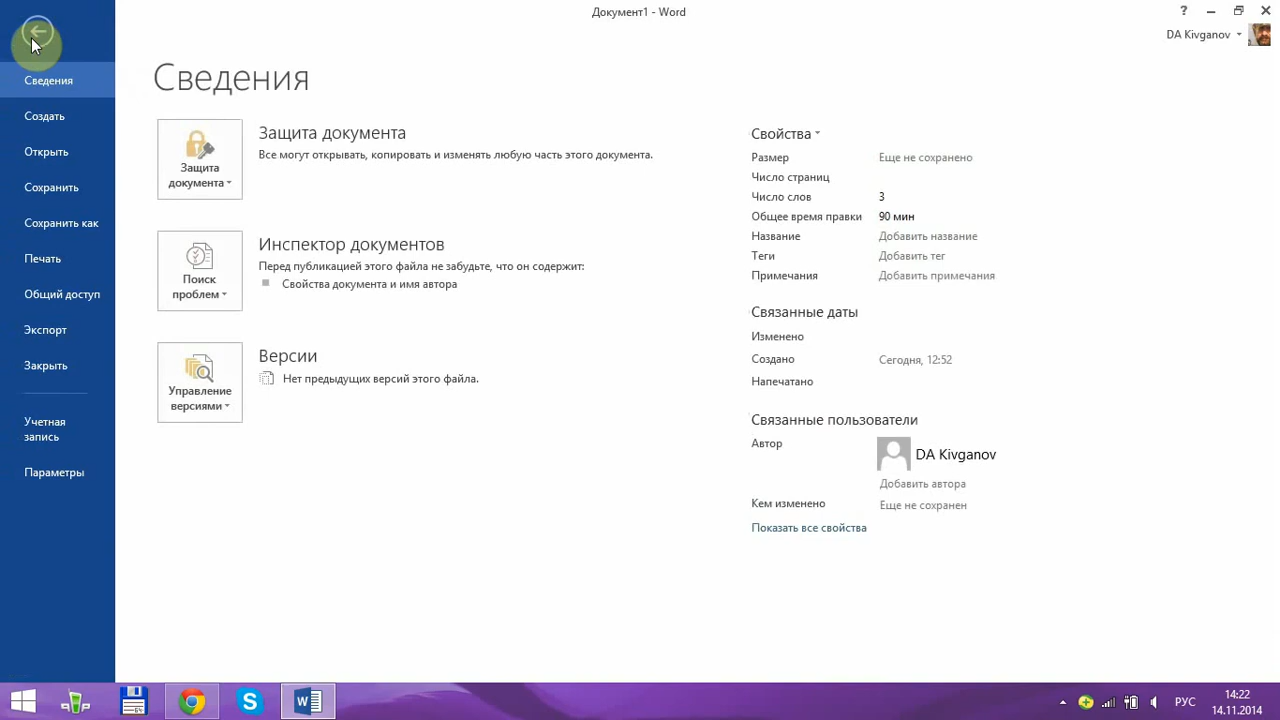 Документ1 - Word
?
DA Kivganov
Сведения
Создать
Открыть
Сохранить
Сохранить как
Печать
Общий доступ
Экспорт
Закрыть
Учетная
запись
Параметры
Сведения
Защита
документа
Защита документа
Все могут открывать, копировать и изменять любую часть этого документа.
Поиск
проблем
Инспектор документов
Перед публикацией этого файла не забудьте, что он содержит:
Свойства документа и имя автора
Управление
версиями
Версии
Нет предыдущих версий этого файла.
Свойства
Размер Еще не сохранено
Число страниц
Число слов 3
Общее время правки 90 мин
Название Добавить название
Теги Добавить тег
Примечания Добавить примечания
Связанные даты
Изменено
Создано Сегодня, 12:52
Напечатано
Связанные пользователи
Автор DA Kivganov
Добавить автора
Кем изменено Еще не сохранен
Показать все свойства
РУС
14:22
14.11.2014